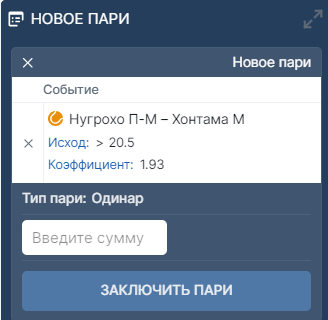 НОВОЕ ПАРИ
Новое пари
Событие
Нугрохо П-М – Хонтама М
Исход: > 20.5
Коэффициент: 1.93
Тип пари: Одинар
Введите сумму
ЗАКЛЮЧИТЬ ПАРИ